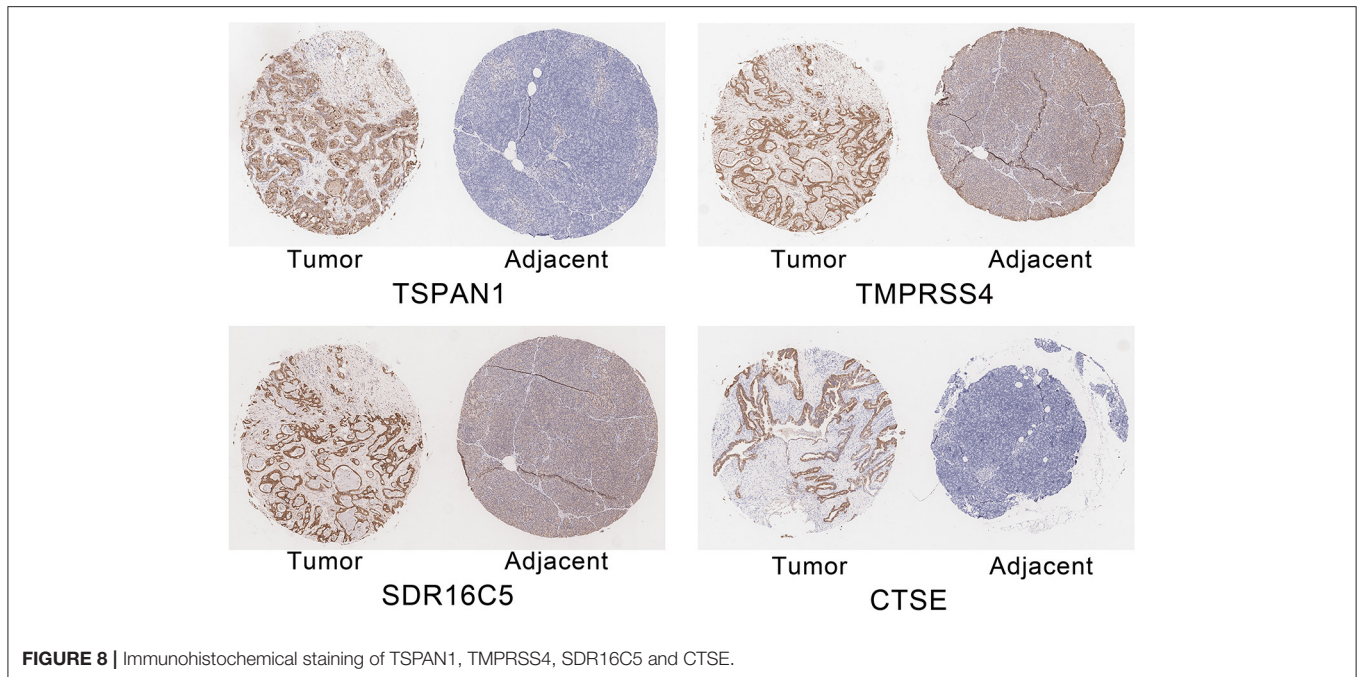 Tumor Adjacent
TSPAN1
Tumor Adjacent
TMPRSS4
Tumor Adjacent
SDR16C5
Tumor Adjacent
CTSE
FIGURE 8 | Immunohistochemical staining of TSPAN1, TMPRSS4, SDR16C5 and CTSE.